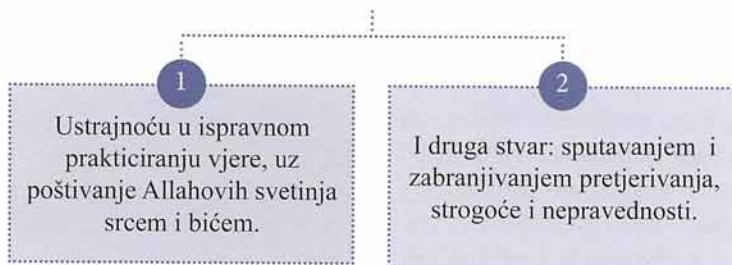 1
Ustrajnoću u ispravnom
prakticiranju vjere, uz
poštivanje Allahovih svetinja
srcem i bićem.
2
I druga stvar: sputavanjem i
zabranjivanjem pretjerivanja,
strogoće i nepravednosti.